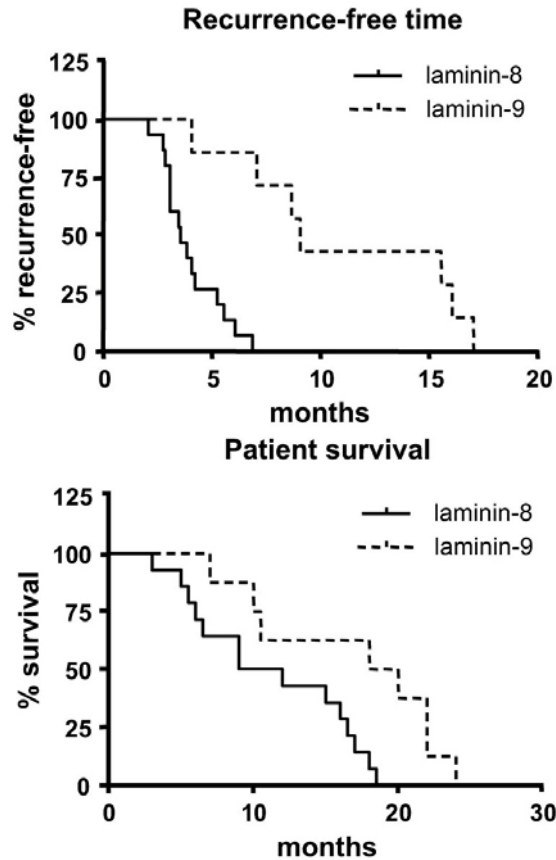 Recurrence-free time
125
100
75
50
25
0
% recurrence-free
laminin-8
laminin-9
0 5 10 15 20
months
Patient survival
125
100
75
50
25
0
% survival
laminin-8
laminin-9
0 10 20 30
months